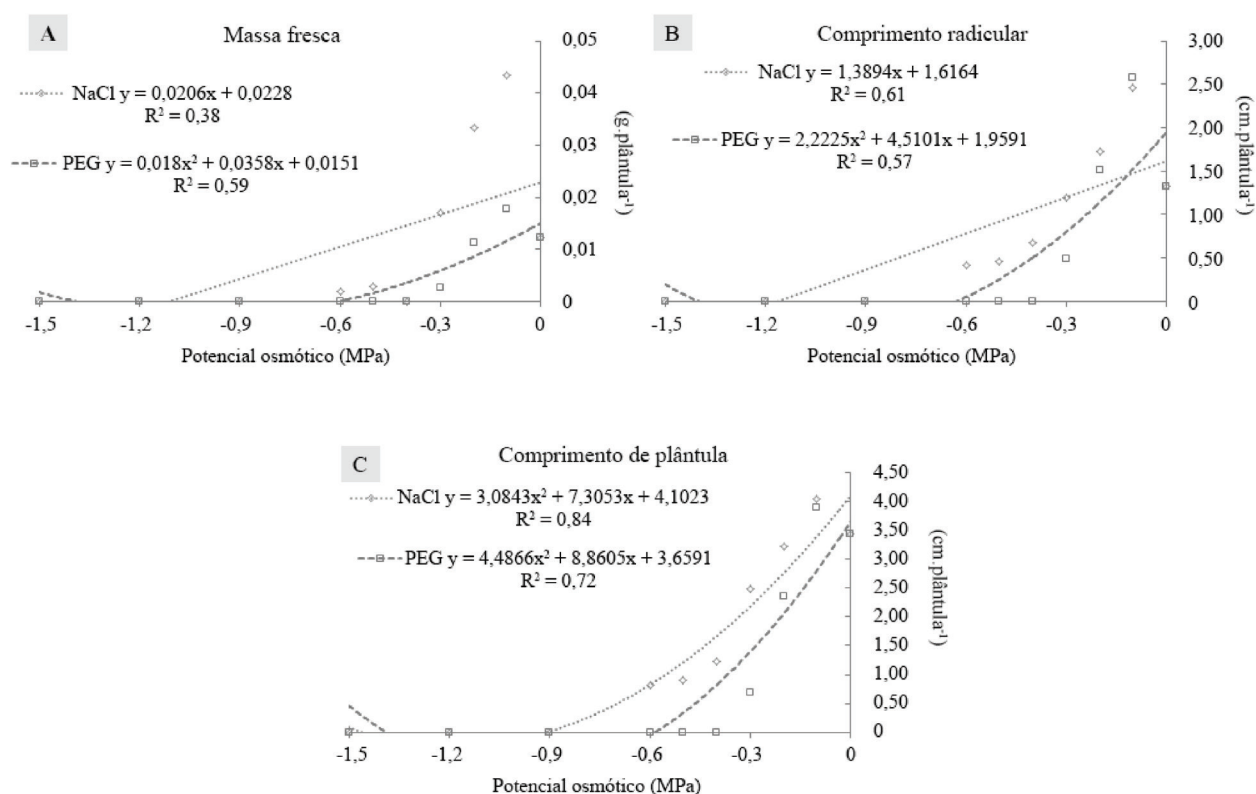 A
Massa fresca
NaCl y = 0,0206x + 0,0228
R² = 0,38
PEG y = 0,018x² + 0,0358x + 0,0151
R² = 0,59
0,05
0,04
0,03
0,02
0,01
0
(g.plântula⁻¹)
-1,5 -1,2 -0,9 -0,6 -0,3 0
Potencial osmótico (MPa)
B
Comprimento radicular
NaCl y = 1,3894x + 1,6164
R² = 0,61
PEG y = 2,2225x² + 4,5101x + 1,9591
R² = 0,57
3,00
2,50
2,00
1,50
1,00
0,50
0
(cm.plântula⁻¹)
-1,5 -1,2 -0,9 -0,6 -0,3 0
Potencial osmótico (MPa)
C
Comprimento de plântula
NaCl y = 3,0843x² + 7,3053x + 4,1023
R² = 0,84
PEG y = 4,4866x² + 8,8605x + 3,6591
R² = 0,72
4,50
4,00
3,50
3,00
2,50
2,00
1,50
1,00
0,50
0
(cm.plântula⁻¹)
-1,5 -1,2 -0,9 -0,6 -0,3 0
Potencial osmótico (MPa)